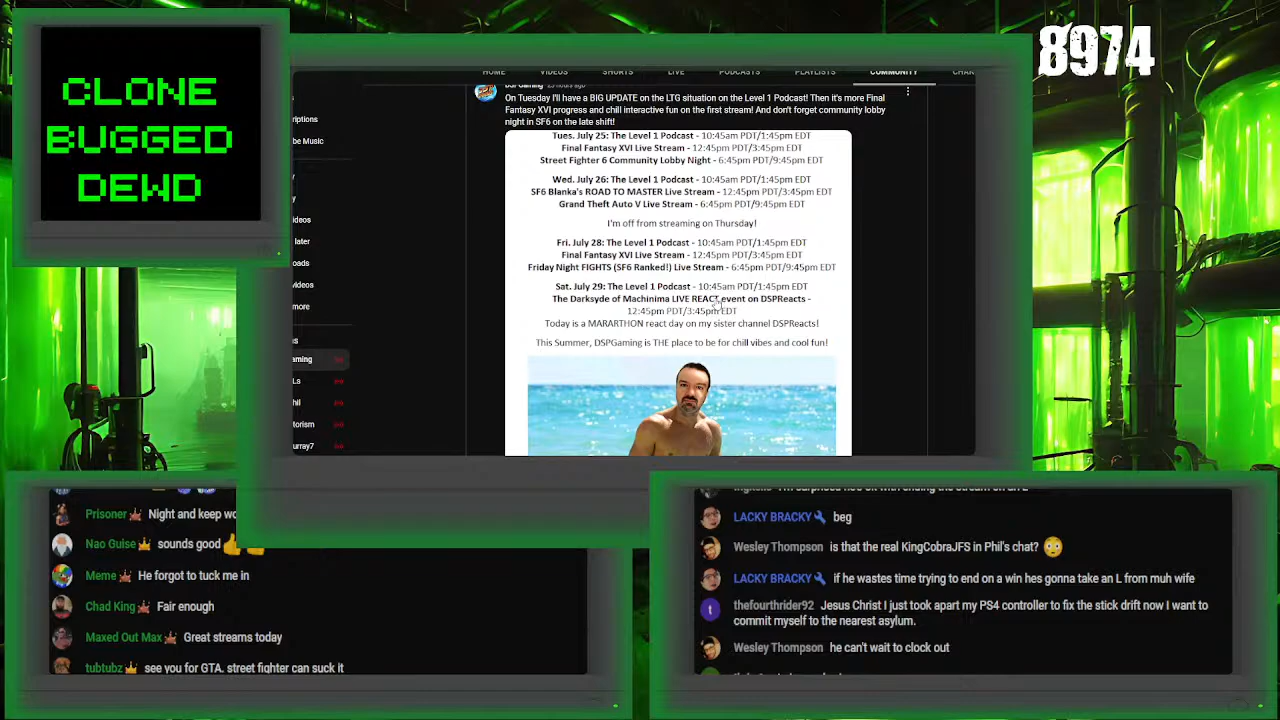 CLONE
BUGGED
DEWD
8974
HOME VIDEOS SHORTS LIVE PODCASTS PLAYLISTS COMMUNITY
On Tuesday I'll have a BIG UPDATE on the LTG situation on the Level 1 Podcast! Then it's more Final
Fantasy XVI progress and chill interactive fun on the first stream! And don't forget community lobby
night in SF6 on the late shift!
Tues. July 25: The Level 1 Podcast - 10:45am PDT/1:45pm EDT
Final Fantasy XVI Live Stream - 12:45pm PDT/3:45pm EDT
Street Fighter 6 Community Lobby Night - 6:45pm PDT/9:45pm EDT
Wed. July 26: The Level 1 Podcast - 10:45am PDT/1:45pm EDT
SF6 Blanka's ROAD TO MASTER Live Stream - 12:45pm PDT/3:45pm EDT
Grand Theft Auto V Live Stream - 6:45pm PDT/9:45pm EDT
I'm off from streaming on Thursday!
Fri. July 28: The Level 1 Podcast - 10:45am PDT/1:45pm EDT
Final Fantasy XVI Live Stream - 12:45pm PDT/3:45pm EDT
Friday Night FIGHTS (SF6 Ranked!) Live Stream - 6:45pm PDT/9:45pm EDT
Sat. July 29: The Level 1 Podcast - 10:45am PDT/1:45pm EDT
The Darksyde of Machinima LIVE REACT event on DSPReacts -
12:45pm PDT/3:45pm EDT
Today is a MARARTHON react day on my sister channel DSPReacts!
This Summer, DSPGaming is THE place to be for chill vibes and cool fun!
criptions
be Music
ideos
later
oads
videos
more
aming
Ls
hil
torism
urray7
Prisoner Night and keep wo
Nao Guise sounds good
Meme He forgot to tuck me in
Chad King Fair enough
Maxed Out Max Great streams today
tubtubz see you for GTA. street fighter can suck it
LACKY BRACKY beg
Wesley Thompson is that the real KingCobraJFS in Phil's chat?
LACKY BRACKY if he wastes time trying to end on a win hes gonna take an L from muh wife
thefourthrider92 Jesus Christ I just took apart my PS4 controller to fix the stick drift now I want to
commit myself to the nearest asylum.
Wesley Thompson he can't wait to clock out